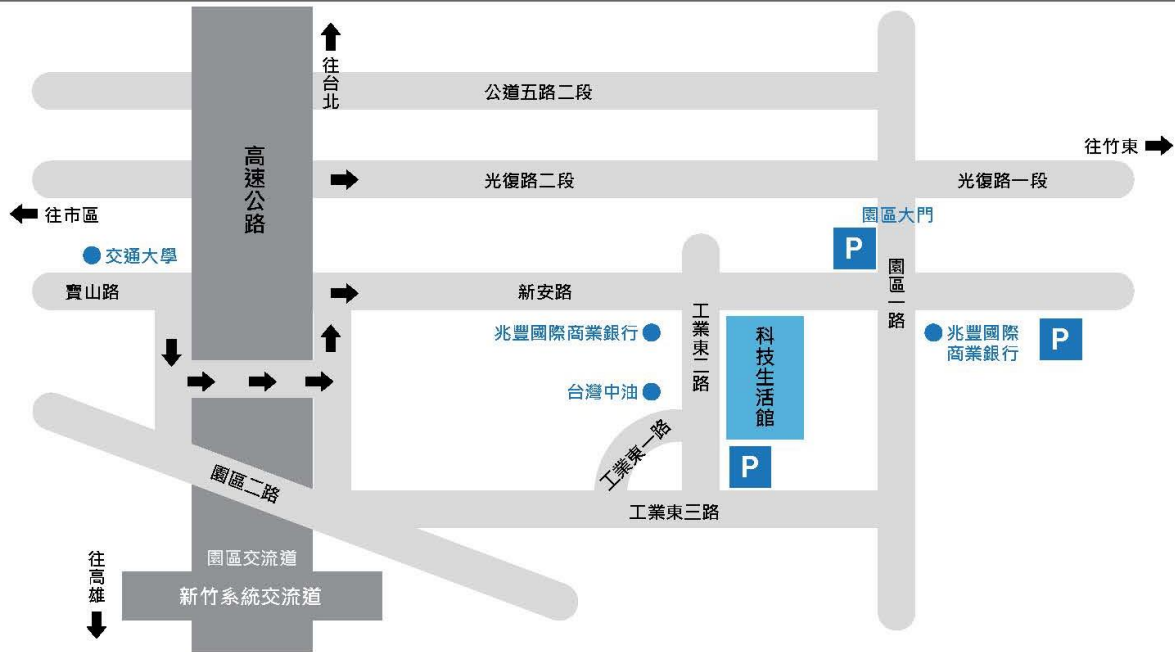 往台北
公道五路二段
高速公路
往竹東
光復路二段
光復路一段
往市區
園區大門
P
交通大學
寶山路
新安路
園區一路
工業東二路
兆豐國際商業銀行
科技生活館
兆豐國際
商業銀行
P
台灣中油
工業東一路
P
園區二路
工業東三路
園區交流道
往高雄
新竹系統交流道